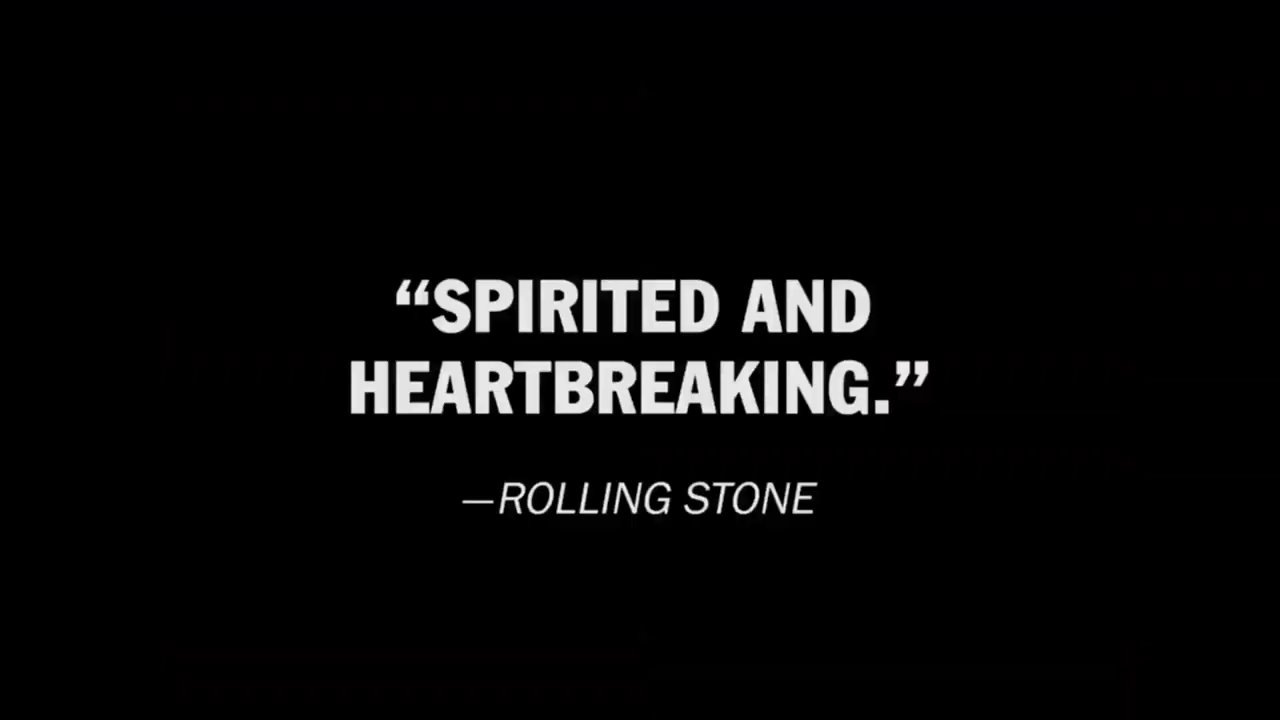 “SPIRITED AND
HEARTBREAKING.”
—ROLLING STONE